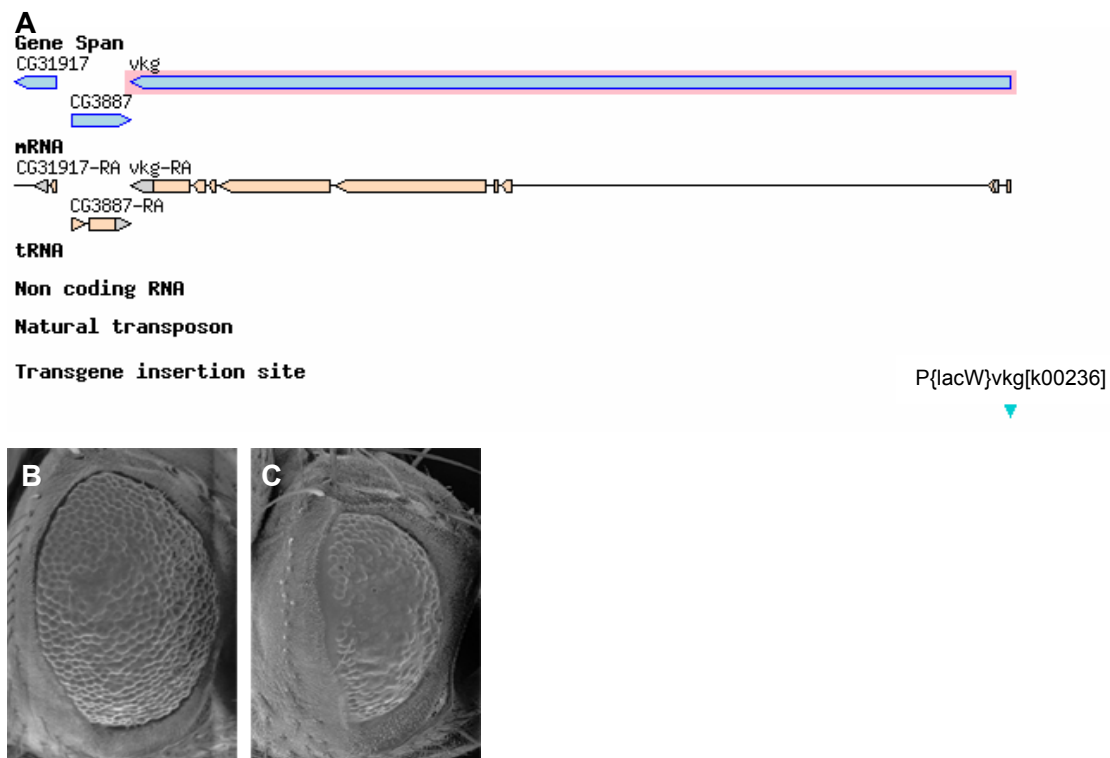 A
Gene Span
CG31917 vkg
CG3887
mRNA
CG31917-RA vkg-RA
CG3887-RA
tRNA
Non coding RNA
Natural transposon
Transgene insertion site
P{lacW}vkg[k00236]
B C